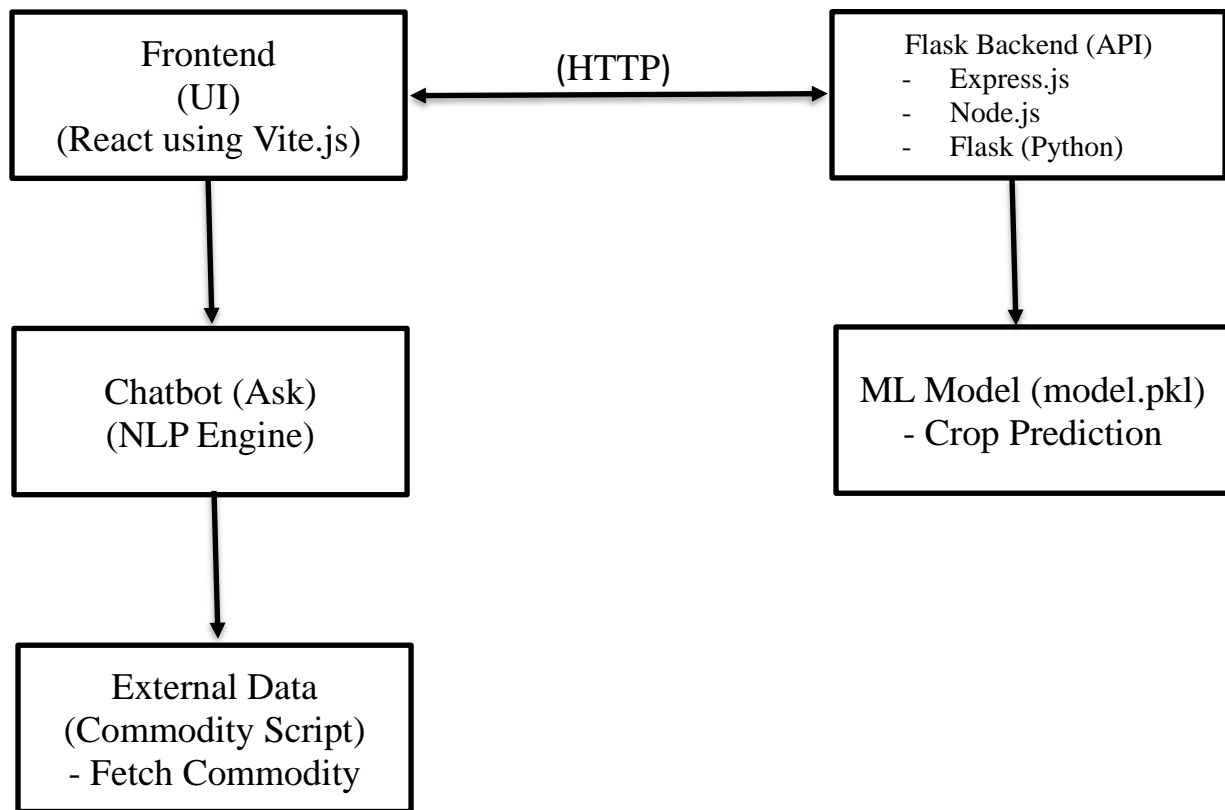 Frontend
(UI)
(React using Vite.js)
(HTTP)
Flask Backend (API)
- Express.js
- Node.js
- Flask (Python)
Chatbot (Ask)
(NLP Engine)
ML Model (model.pkl)
- Crop Prediction
External Data
(Commodity Script)
- Fetch Commodity